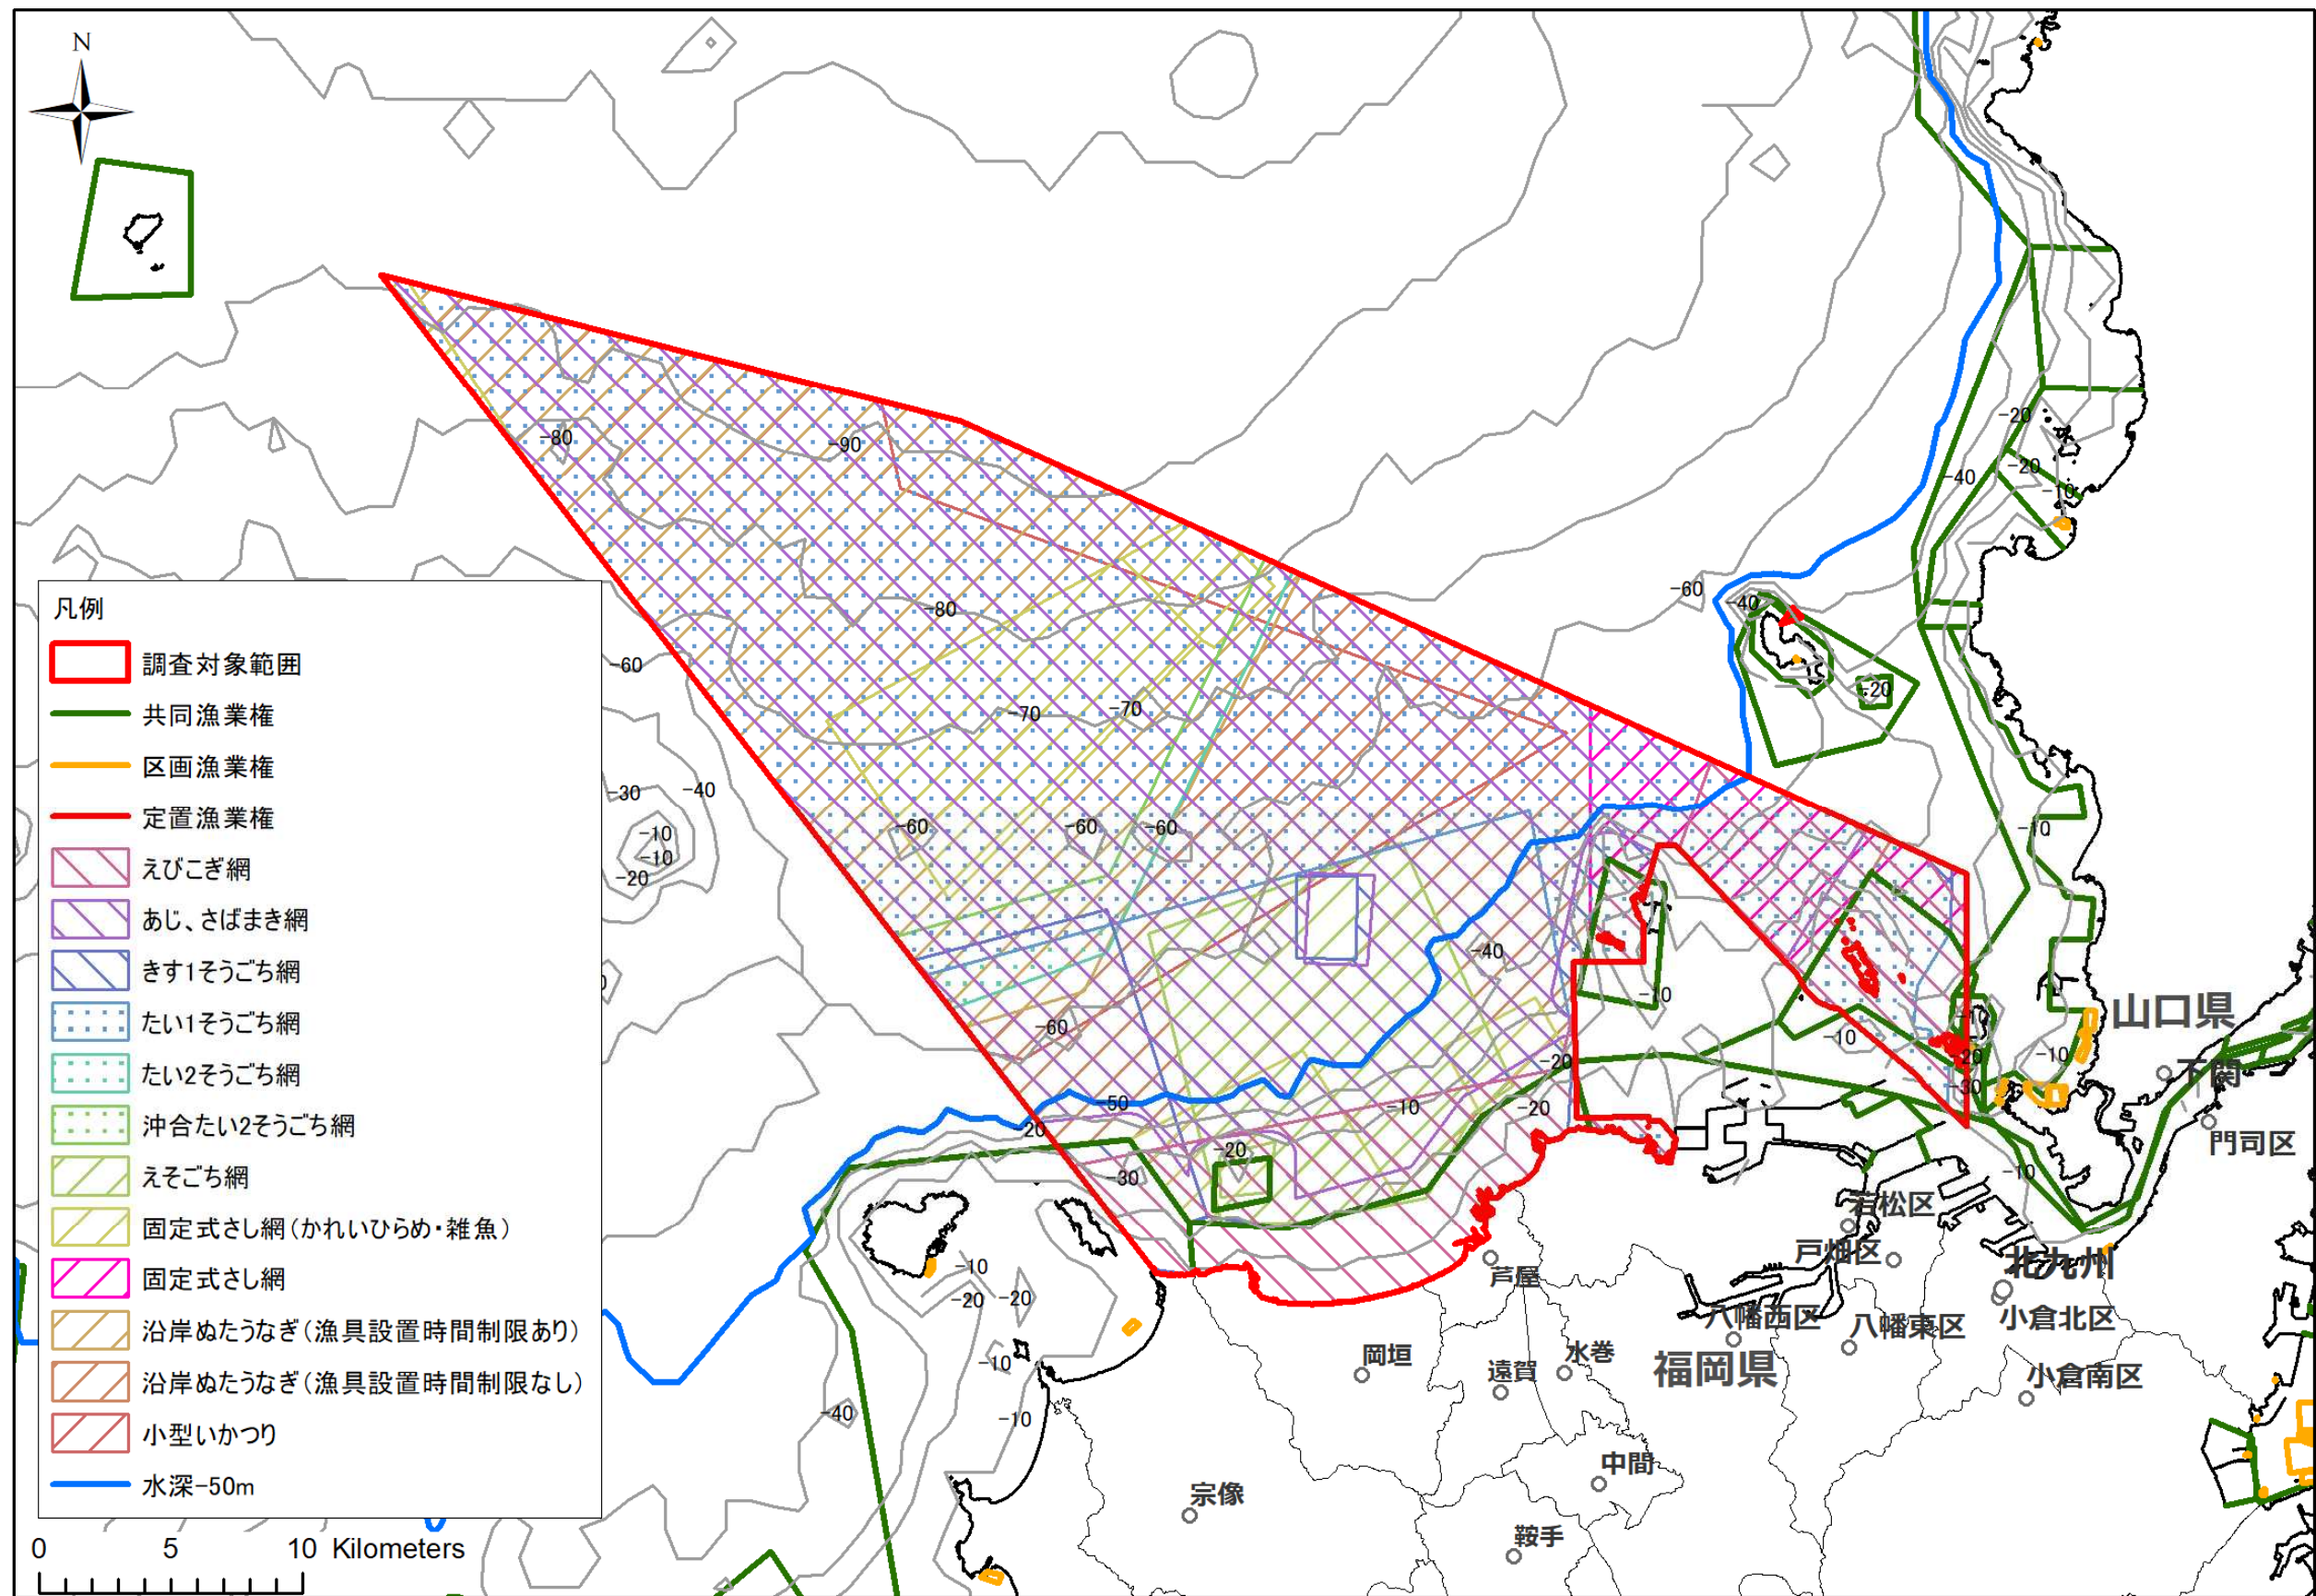 N
凡例
調査対象範囲
共同漁業権
区画漁業権
定置漁業権
えびこぎ網
あじ、さばまき網
きす1そうごち網
たい1そうごち網
たい2そうごち網
沖合たい2そうごち網
えそごち網
固定式さし網(かれいひらめ・雑魚)
固定式さし網
沿岸ぬたうなぎ(漁具設置時間制限あり)
沿岸ぬたうなぎ(漁具設置時間制限なし)
小型いかつり
水深-50m
0 5 10 Kilometers
-80
-90
-20
-20
-40
-10
-60
-40
-80
-60
-20
-70
-70
-30
-40
-60
-60
-60
-10
-10
-10
-20
-40
-10
-60
-10
-10
-20
-20
-10
-30
-50
-10
-20
-20
-20
-30
-10
-10
-20
-20
-10
-40
-10
山口県
下関
門司区
若松区
戸畑区
北九州
芦屋
八幡西区
八幡東区
小倉北区
岡垣
遠賀
水巻
福岡県
小倉南区
中間
宗像
鞍手